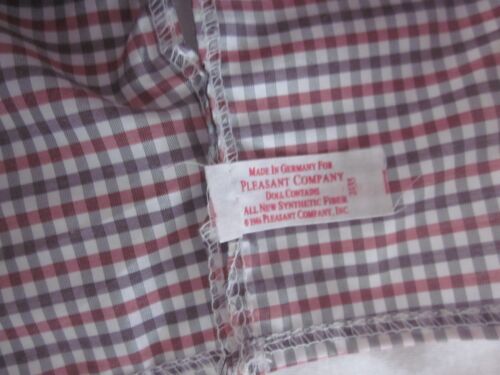 Made In Germany For
Pleasant Company
Doll Contains
All New Synthetic Fiber
© 1986 Pleasant Company, Inc.